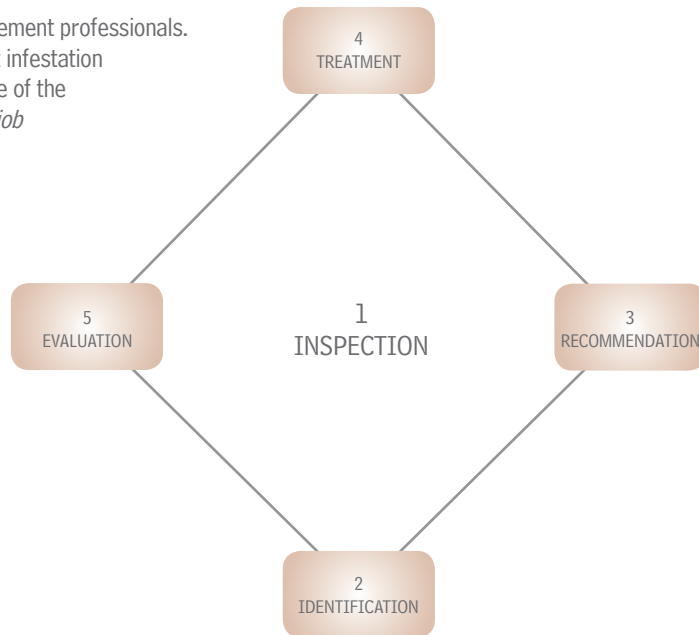 ement professionals.
infestation
e of the
job
4
TREATMENT
5
EVALUATION
1
INSPECTION
3
RECOMMENDATION
2
IDENTIFICATION